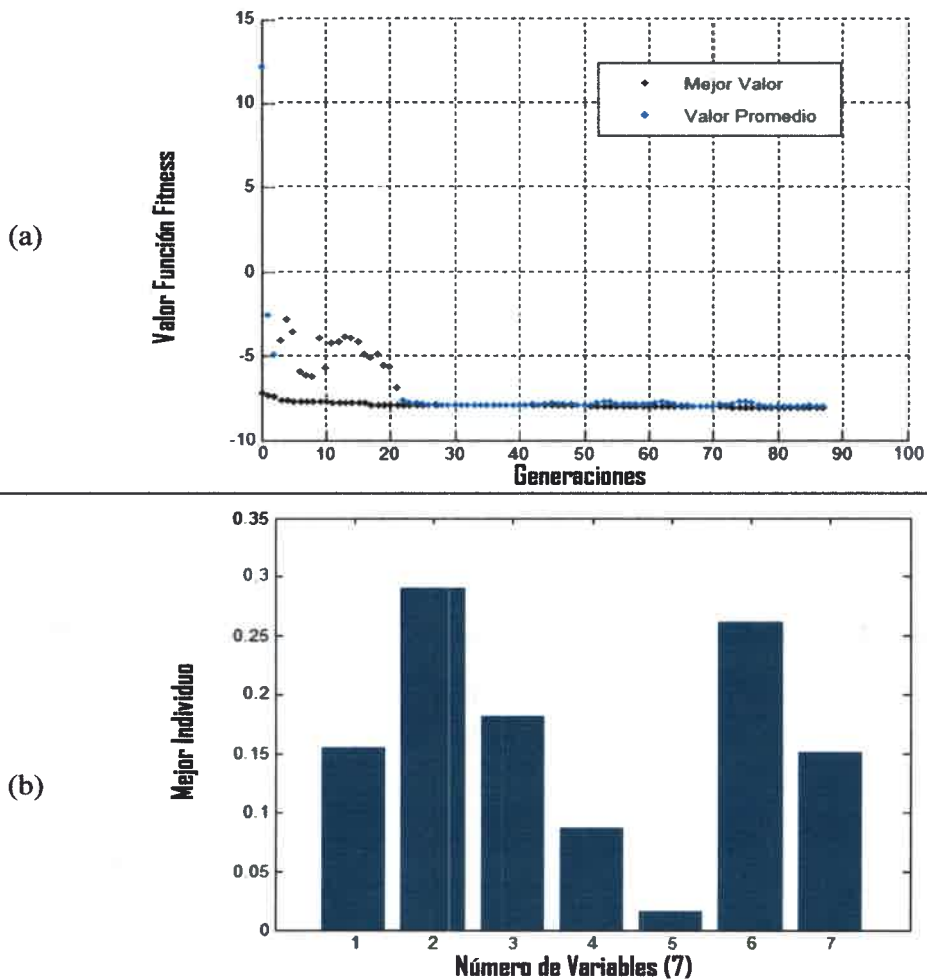 (a)
Valor Función Fitness
15
10
5
0
-5
-10
Mejor Valor
Valor Promedio
0 10 20 30 40 50 60 70 80 90 100
Generaciones
(b)
Mejor Individuo
0.35
0.3
0.25
0.2
0.15
0.1
0.05
0
1 2 3 4 5 6 7
Número de Variables (7)